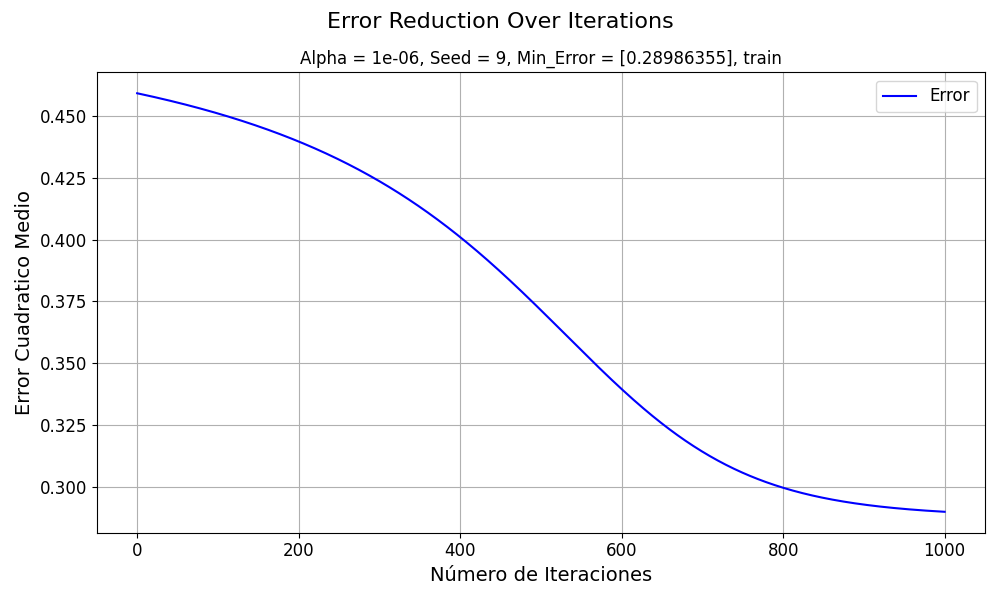 Error Reduction Over Iterations
Alpha = 1e-06, Seed = 9, Min_Error = [0.28986355], train
Error
0.450
0.425
0.400
0.375
0.350
0.325
0.300
Error Cuadratico Medio
0
200
400
600
800
1000
Número de Iteraciones